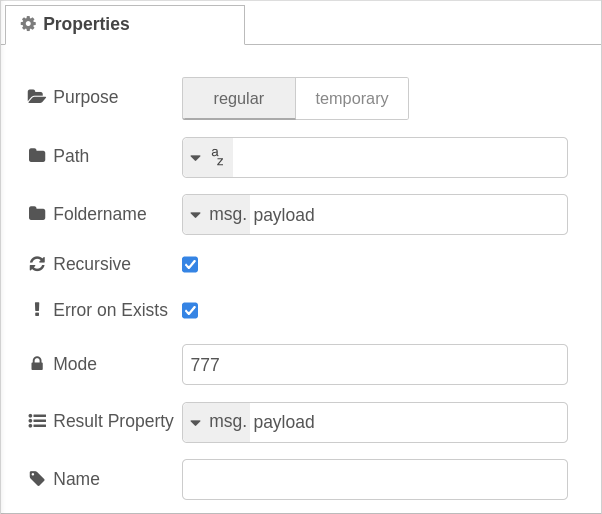 Properties
Purpose regular temporary
Path az
Foldername msg. payload
Recursive
Error on Exists
Mode 777
Result Property msg. payload
Name